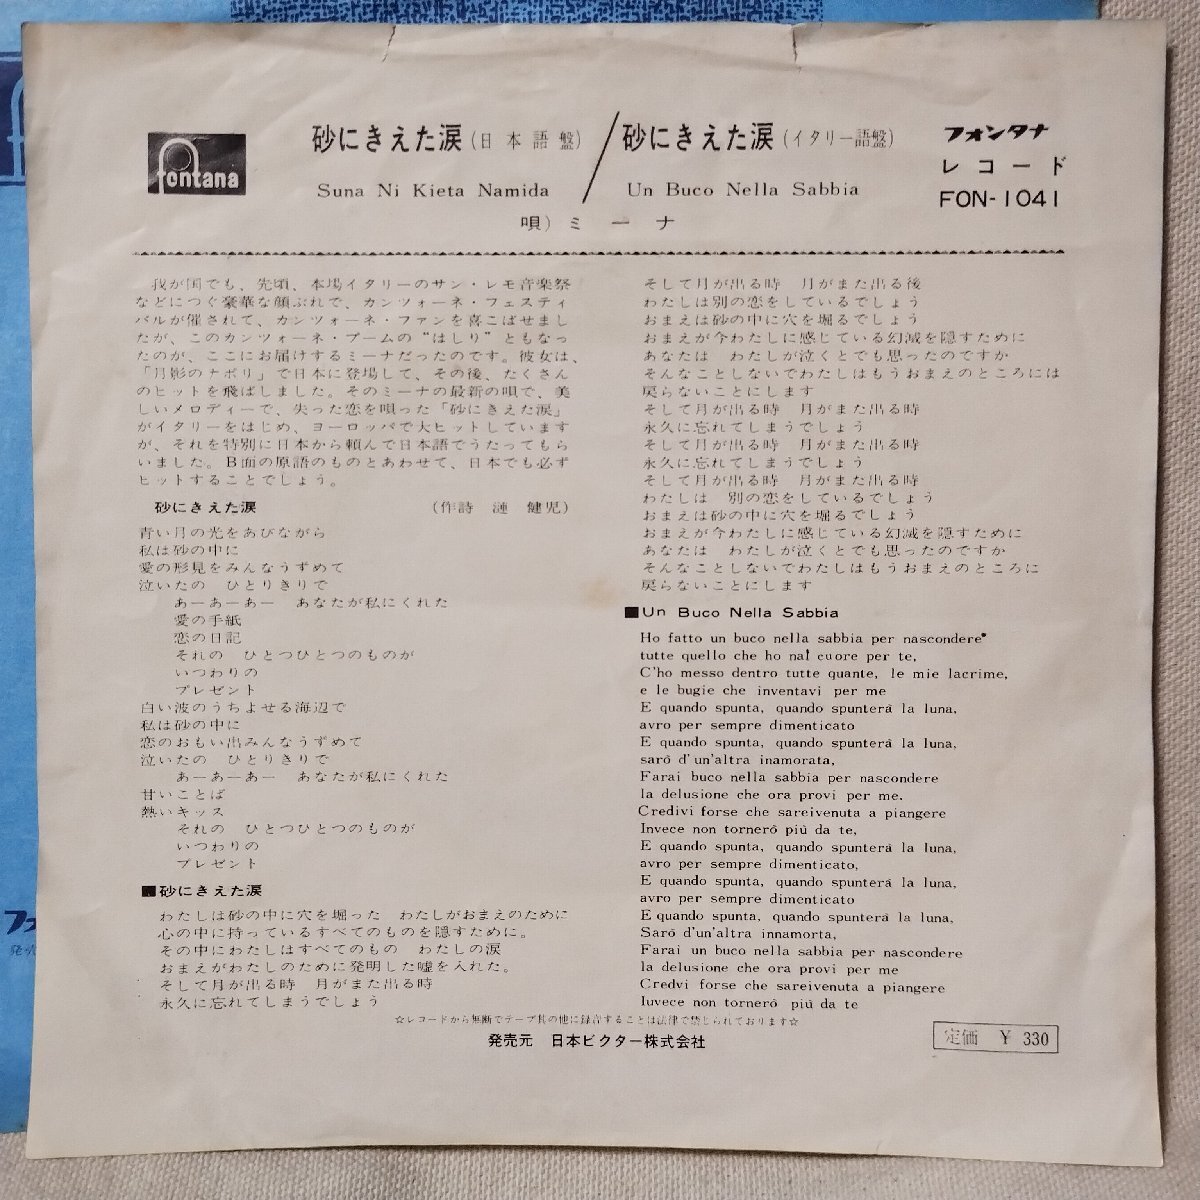 fontana
砂にきえた涙(日本語盤)/砂にきえた涙(イタリー語盤)
Suna Ni Kieta Namida Un Buco Nella Sabbia
唄)ミーナ
フォンタナ
レコード
FON-1041
我が国でも、先頃、本場イタリーのサン・レモ音楽祭
などにつぐ豪華な顔ぶれで、カンツォーネ・フェスティ
バルが催されて、カンツォーネ・ファンを喜こばせまし
たが、このカンツォーネ・ブームの“はしり”ともなっ
たのが、ここにお届けするミーナだったのです。彼女は、
「月影のナポリ」で日本に登場して、その後、たくさん
のヒットを飛ばしました。そのミーナの最新の唄で、美
しいメロディーで、失った恋を唄った「砂にきえた涙」
がイタリーをはじめ、ヨーロッパで大ヒットしています
が、それを特別に日本から頼んで日本語でうたってもら
いました。B面の原語のものとあわせて、日本でも必ず
ヒットすることでしょう。
砂にきえた涙 (作詩 漣 健児)
青い月の光をあびながら
私は砂の中に
愛の形見をみんなうずめて
泣いたの ひとりきりで
あーあーあー あなたが私にくれた
愛の手紙
恋の日記
それの ひとつひとつのものが
いつわりの
プレゼント
白い波のうちよせる海辺で
私は砂の中に
恋のおもい出みんなうずめて
泣いたの ひとりきりで
あーあーあー あなたが私にくれた
甘いことば
熱いキッス
それの ひとつひとつのものが
いつわりの
プレゼント
■砂にきえた涙
わたしは砂の中に穴を堀った わたしがおまえのために
心の中に持っているすべてのものを隠すために。
その中にわたしはすべてのもの わたしの涙
おまえがわたしのために発明した嘘を入れた。
そして月が出る時 月がまた出る時
永久に忘れてしまうでしょう
そして月が出る時 月がまた出る後
わたしは別の恋をしているでしょう
おまえは砂の中に穴を堀るでしょう
おまえが今わたしに感じている幻滅を隠すために
あなたは わたしが泣くとでも思ったのですか
そんなことしないでわたしはもうおまえのところには
戻らないことにします
そして月が出る時 月がまた出る時
永久に忘れてしまうでしょう
そして月が出る時 月がまた出る時
永久に忘れてしまうでしょう
そして月が出る時 月がまた出る時
わたしは 別の恋をしているでしょう
おまえは砂の中に穴を堀るでしょう
おまえが今わたしに感じている幻滅を隠すために
あなたは わたしが泣くとでも思ったのですか
そんなことしないでわたしはもうおまえのところに
戻らないことにします
■Un Buco Nella Sabbia
Ho fatto un buco nella sabbia per nascondere
tutte quello che ho nal cuore per te,
C'ho messo dentro tutte quante, le mie lacrime,
e le bugie che inventavi per me
E quando spunta, quando spunterá la luna,
avro per sempre dimenticato
E quando spunta, quando spunterá la luna,
saró d'un'altra inamorata,
Farai buco nella sabbia per nascondere
la delusione che ora provi per me.
Credivi forse che sareivenuta a piangere
Invece non torneró piú da te,
E quando spunta, quando spunterá la luna,
avro per sempre dimenticato,
E quando spunta, quando spunterá la luna,
avro per sempre dimenticato
E quando spunta, quando spunterá la luna,
Saró d'un'altra innamorta,
Farai un buco nella sabbia per nascondere
la delusione che ora provi per me
Credvi forse che sareivenuta a piangere
Iuvece non torneró piú da te
☆レコードから無断でテープ其の他に録音することは法律で禁じられております☆
発売元 日本ビクター株式会社
定価 ¥ 330
発売